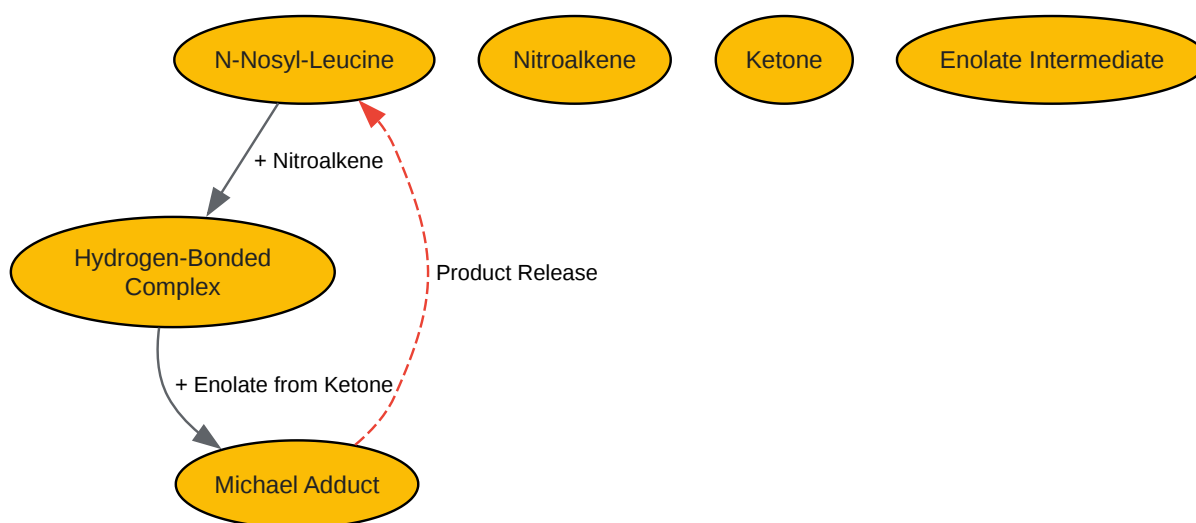 N-Nosyl-Leucine
Nitroalkene
Ketone
Enolate Intermediate
+ Nitroalkene
Hydrogen-Bonded
Complex
Product Release
+ Enolate from Ketone
Michael Adduct